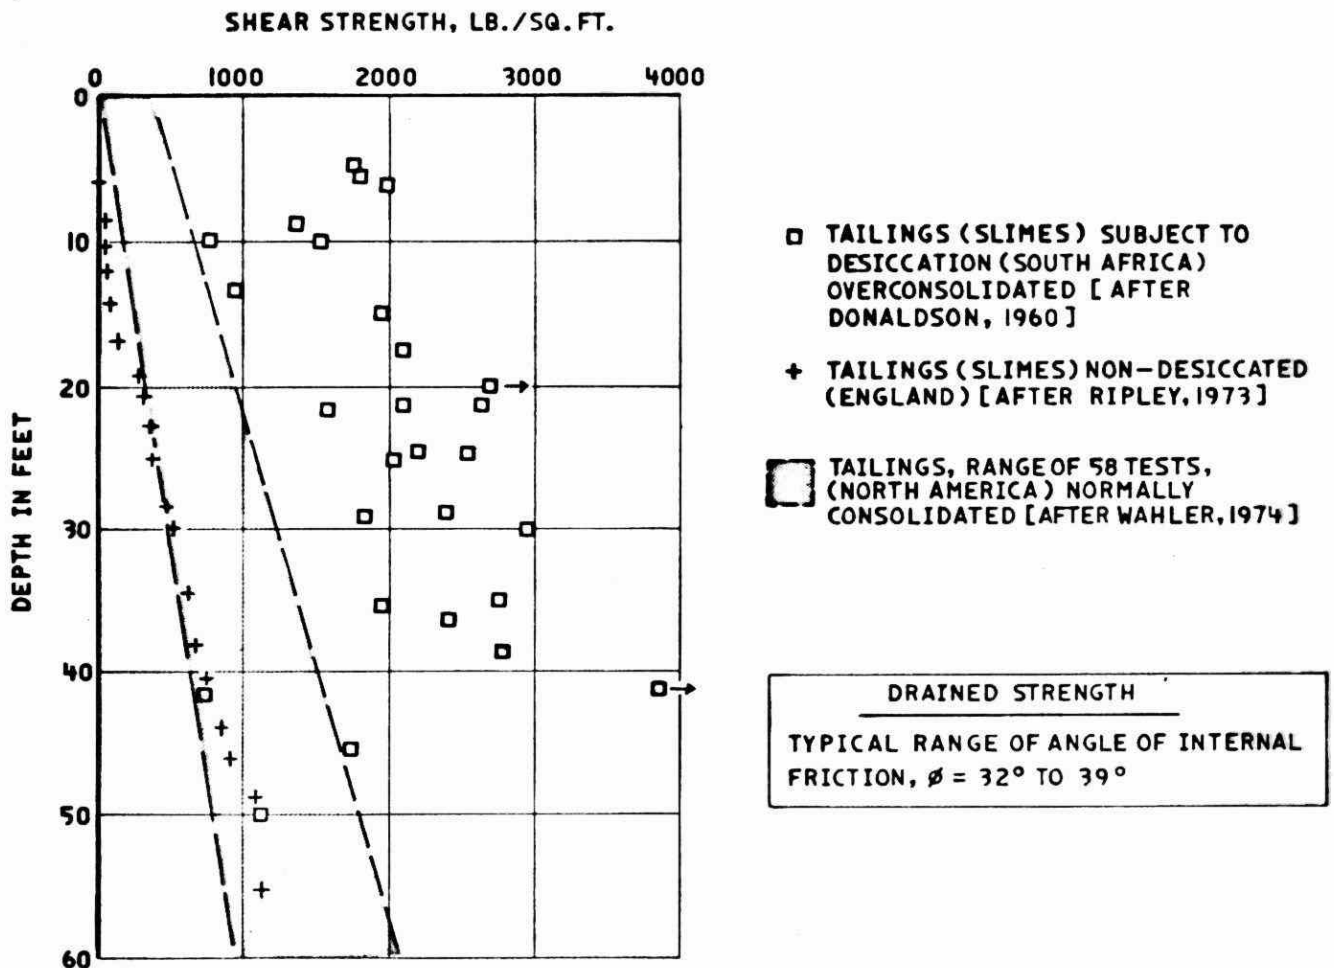 SHEAR STRENGTH, LB./SQ.FT.
0 1000 2000 3000 4000
0
10
20
30
40
50
60
DEPTH IN FEET
TAILINGS (SLIMES) SUBJECT TO
DESICCATION (SOUTH AFRICA)
OVERCONSOLIDATED [AFTER
DONALDSON, 1960]
TAILINGS (SLIMES) NON-DESICCATED
(ENGLAND) [AFTER RIPLEY, 1973]
TAILINGS, RANGE OF 58 TESTS,
(NORTH AMERICA) NORMALLY
CONSOLIDATED [AFTER WAHLER, 1974]
DRAINED STRENGTH
TYPICAL RANGE OF ANGLE OF INTERNAL
FRICTION, ø = 32° TO 39°